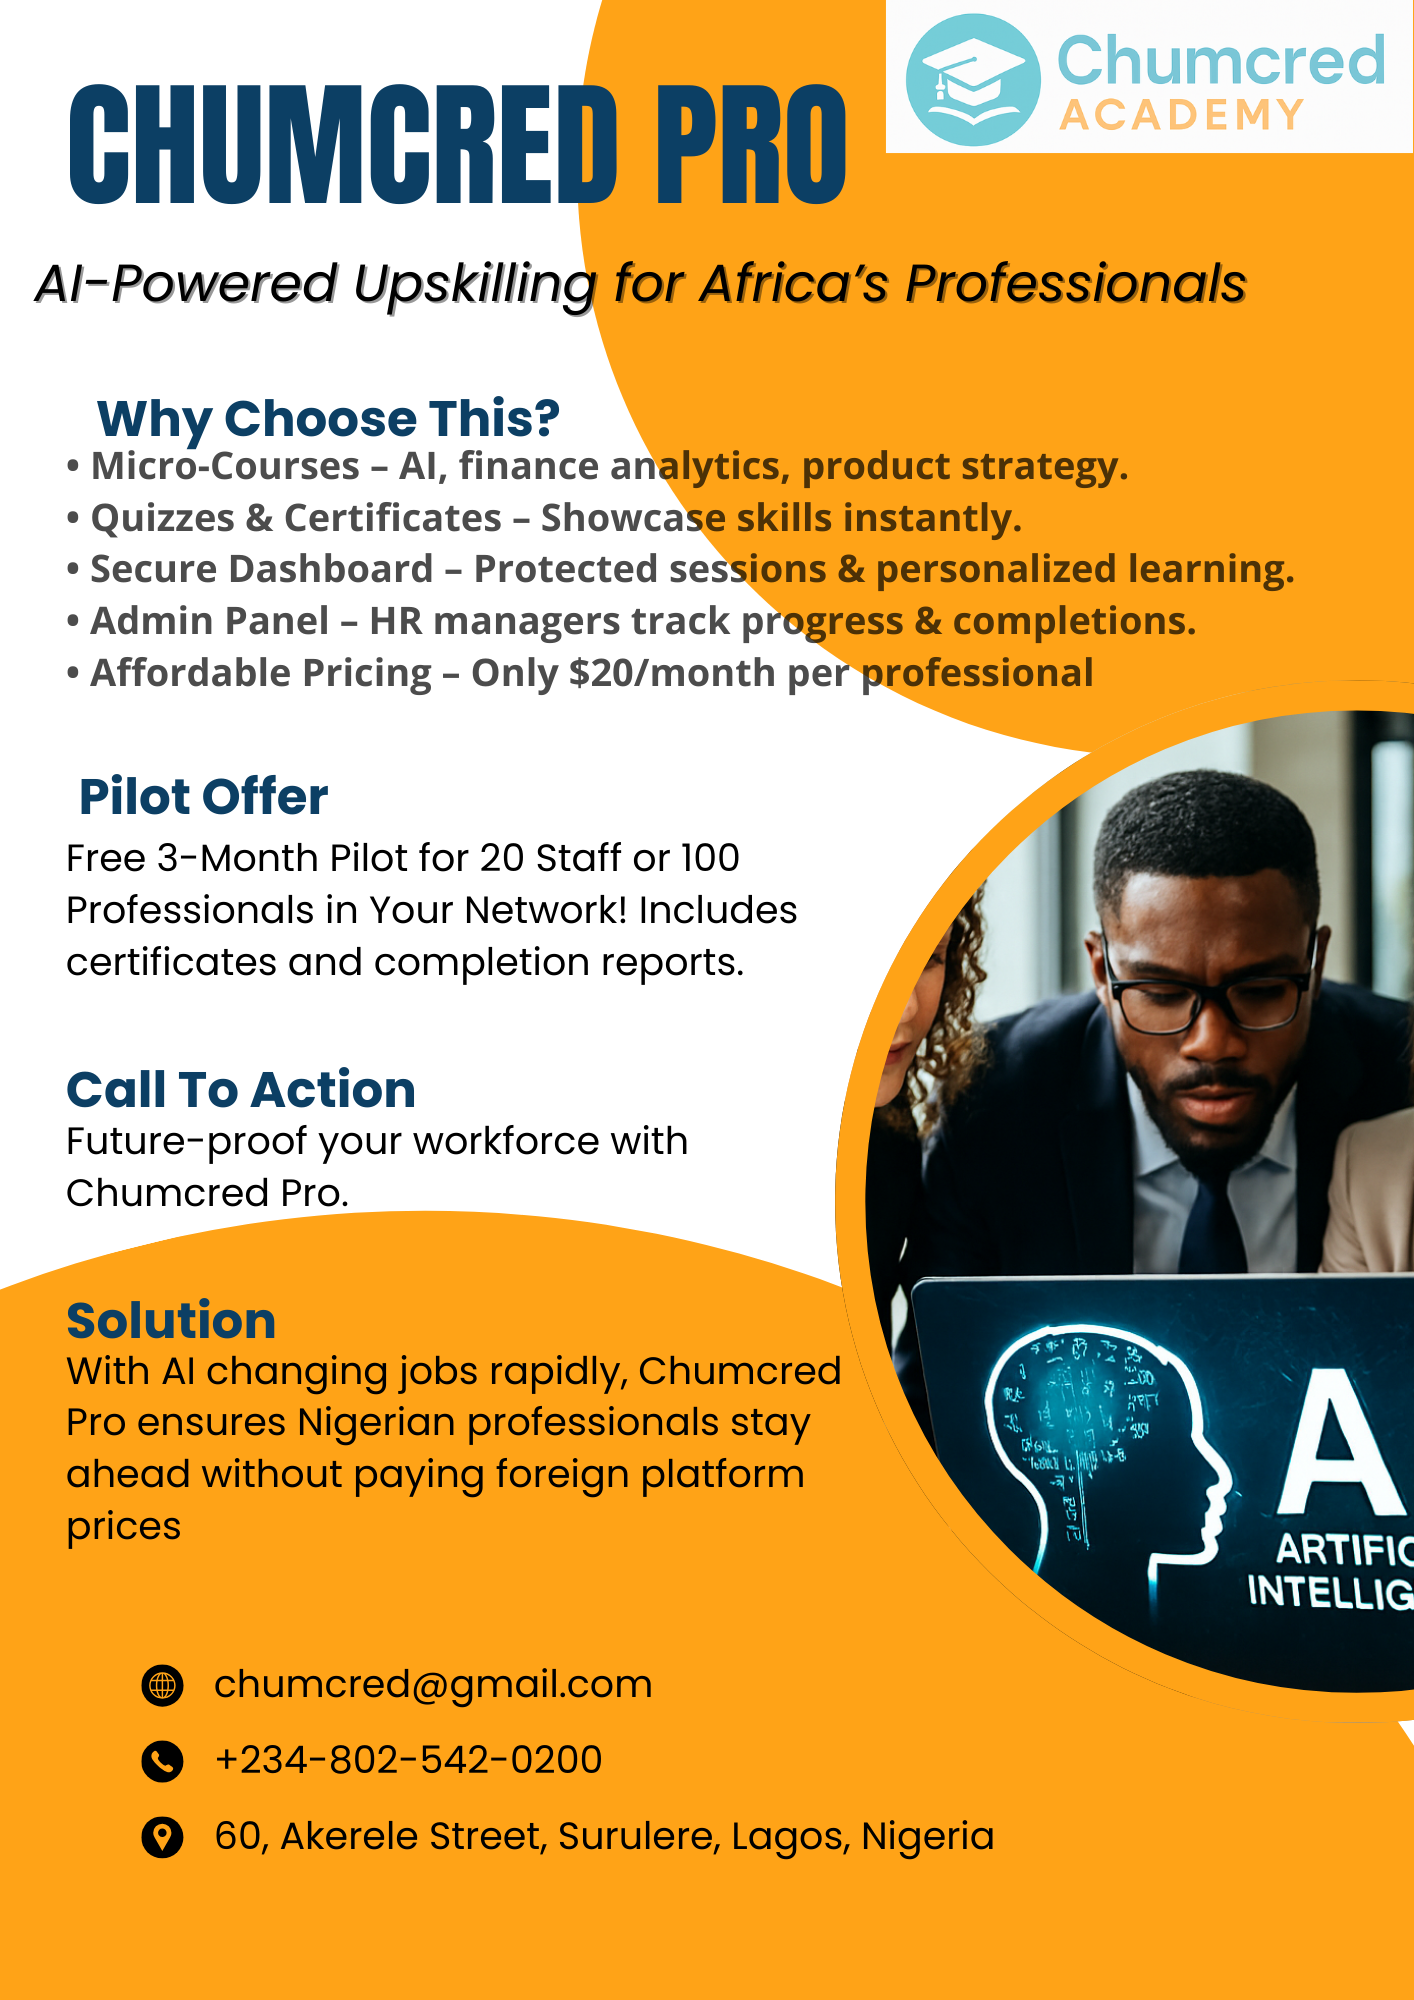 Chumcred
ACADEMY
CHUMCRED PRO
AI-Powered Upskilling for Africa's Professionals
Why Choose This?
• Micro-Courses – AI, finance analytics, product strategy.
• Quizzes & Certificates – Showcase skills instantly.
• Secure Dashboard – Protected sessions & personalized learning.
• Admin Panel – HR managers track progress & completions.
• Affordable Pricing – Only $20/month per professional
Pilot Offer
Free 3-Month Pilot for 20 Staff or 100
Professionals in Your Network! Includes
certificates and completion reports.
Call To Action
Future-proof your workforce with
Chumcred Pro.
Solution
With AI changing jobs rapidly, Chumcred
Pro ensures Nigerian professionals stay
ahead without paying foreign platform
prices
A
ARTIFIC
INTELLIG
chumcred@gmail.com
+234-802-542-0200
60, Akerele Street, Surulere, Lagos, Nigeria